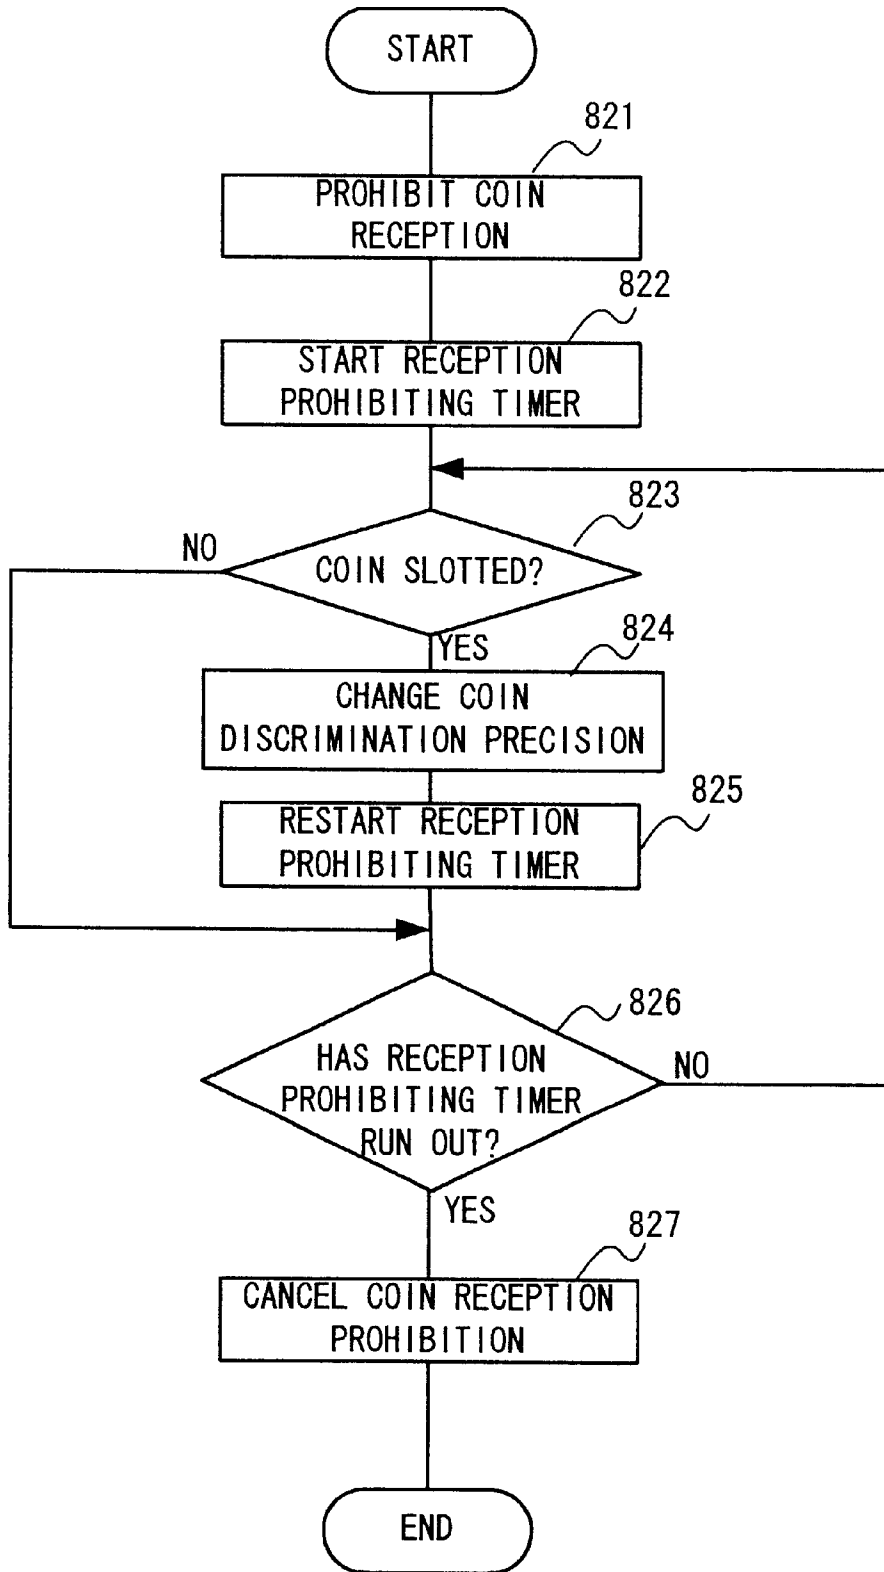 START
821
PROHIBIT COIN
RECEPTION
822
START RECEPTION
PROHIBITING TIMER
823
NO
COIN SLOTTED?
YES
824
CHANGE COIN
DISCRIMINATION PRECISION
825
RESTART RECEPTION
PROHIBITING TIMER
826
HAS RECEPTION
PROHIBITING TIMER
RUN OUT?
NO
YES
827
CANCEL COIN RECEPTION
PROHIBITION
END